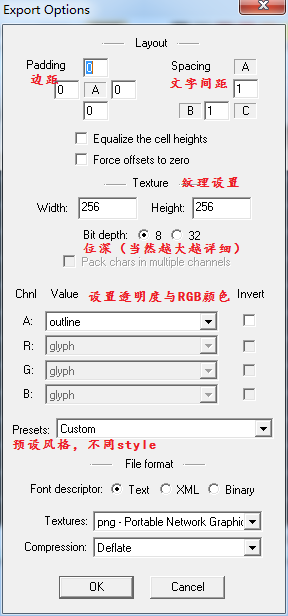 Export Options
Layout
Padding
Spacing
A
边距
0
0
A
0
文字间距
1
0
B
1
C
Equalize the cell heights
Force offsets to zero
Texture
纹理设置
Width:
256
Height:
256
Bit depth:
8
32
位深（当然越大越详细）
Pack chars in multiple channels
Chnl
Value
设置透明度与RGB颜色
Invert
A:
outline
R:
glyph
G:
glyph
B:
glyph
Presets:
Custom
预设风格，不同style
File format
Font descriptor:
Text
XML
Binary
Textures:
png - Portable Network Graphic
Compression:
Deflate
OK
Cancel